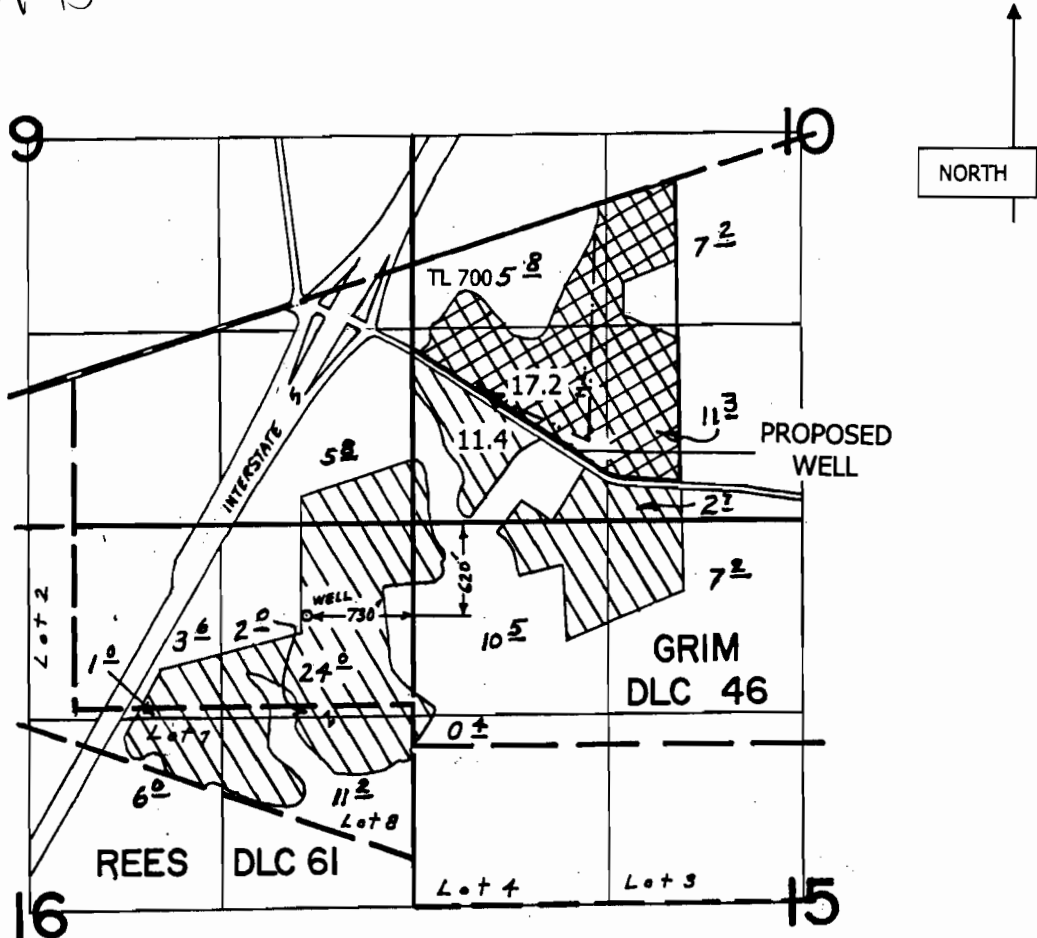 9
10
NORTH
7 2
TL 700 5 8
17.2
11 3
PROPOSED
WELL
11.4
5
5 8
INTERSTATE
2 7
Lot 2
WELL
730'
620'
7 2
3 6
2 0
10 5
1 0
24 0
GRIM
DLC 46
Lot 7
0 4
6 0
11 2
Lot 8
REES DLC 61
Lot 4
Lot 3
16
15